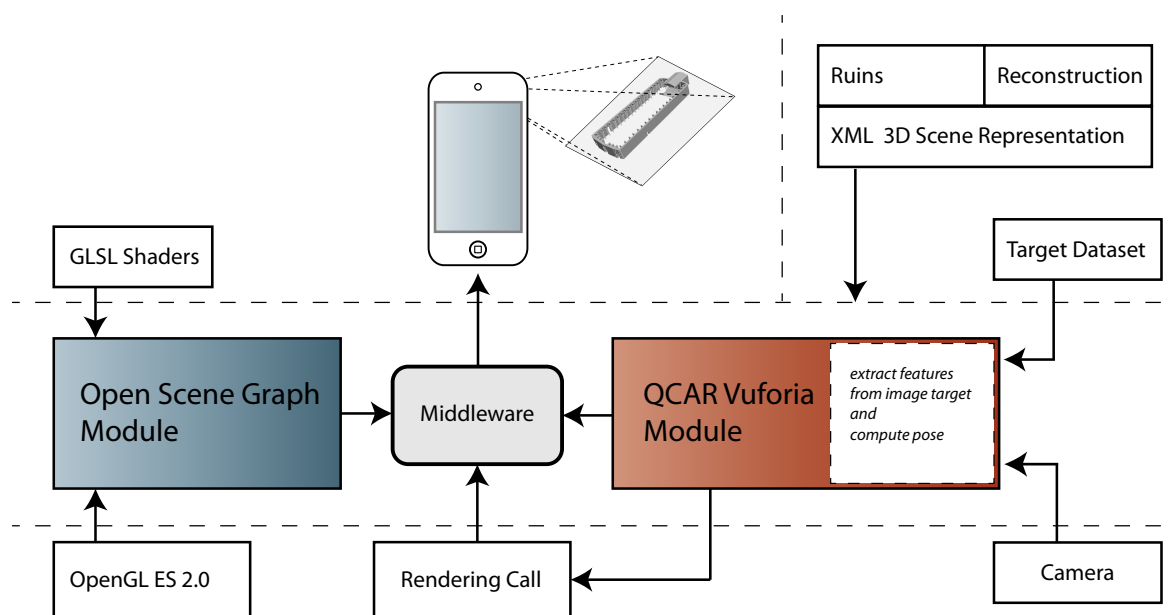 Ruins
Reconstruction
XML 3D Scene Representation
GLSL Shaders
Target Dataset
Open Scene Graph
Module
Middleware
QCAR Vuforia
Module
extract features
from image target
and
compute pose
OpenGL ES 2.0
Rendering Call
Camera